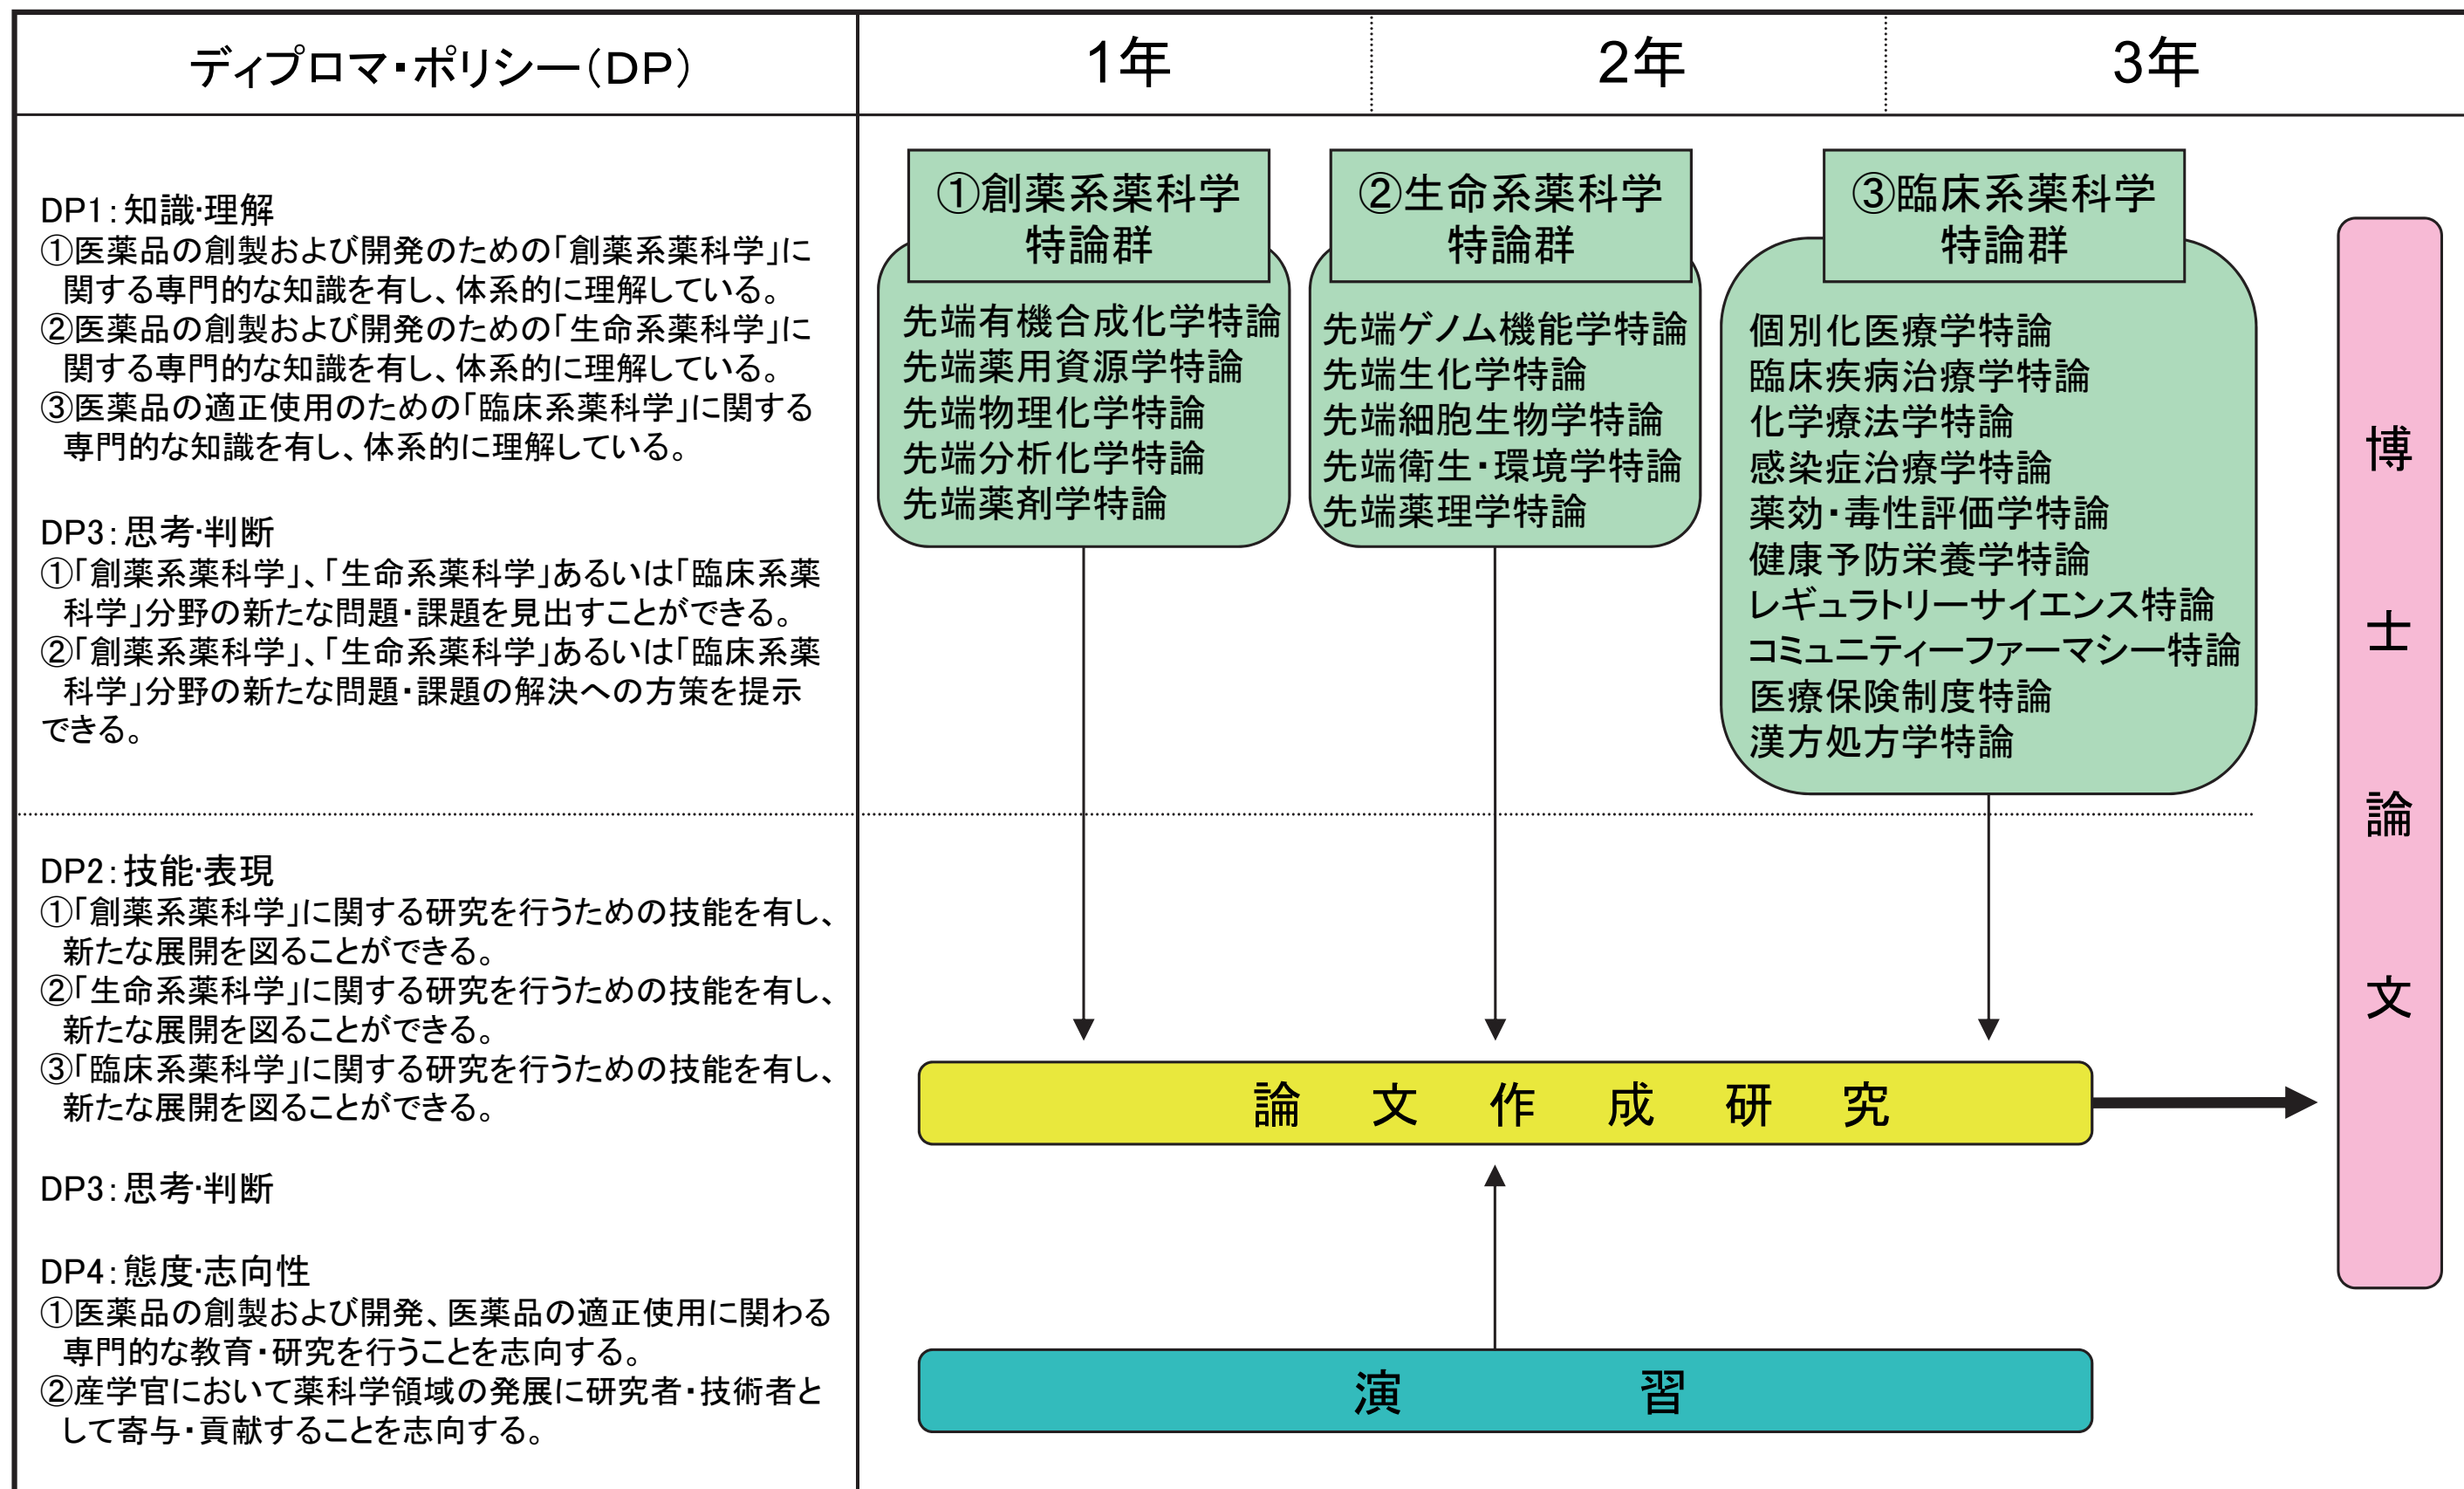 ディプロマ・ポリシー（ＤＰ）
1年
2年
3年
DP1：知識・理解
①医薬品の創製および開発のための「創薬系薬科学」に
関する専門的な知識を有し、体系的に理解している。
②医薬品の創製および開発のための「生命系薬科学」に
関する専門的な知識を有し、体系的に理解している。
③医薬品の適正使用のための「臨床系薬科学」に関する
専門的な知識を有し、体系的に理解している。
DP3：思考・判断
①「創薬系薬科学」、「生命系薬科学」あるいは「臨床系薬
科学」分野の新たな問題・課題を見出すことができる。
②「創薬系薬科学」、「生命系薬科学」あるいは「臨床系薬
科学」分野の新たな問題・課題の解決への方策を提示
できる。
①創薬系薬科学
特論群
先端有機合成化学特論
先端薬用資源学特論
先端物理化学特論
先端分析化学特論
先端薬剤学特論
②生命系薬科学
特論群
先端ゲノム機能学特論
先端生化学特論
先端細胞生物学特論
先端衛生・環境学特論
先端薬理学特論
③臨床系薬科学
特論群
個別化医療学特論
臨床疾病治療学特論
化学療法学特論
感染症治療学特論
薬効・毒性評価学特論
健康予防栄養学特論
レギュラトリーサイエンス特論
コミュニティーファーマシー特論
医療保険制度特論
漢方処方学特論
DP2：技能・表現
①「創薬系薬科学」に関する研究を行うための技能を有し、
新たな展開を図ることができる。
②「生命系薬科学」に関する研究を行うための技能を有し、
新たな展開を図ることができる。
③「臨床系薬科学」に関する研究を行うための技能を有し、
新たな展開を図ることができる。
DP3：思考・判断
DP4：態度・志向性
①医薬品の創製および開発、医薬品の適正使用に関わる
専門的な教育・研究を行うことを志向する。
②産学官において薬科学領域の発展に研究者・技術者と
して寄与・貢献することを志向する。
論文作成研究
演習
博士論文